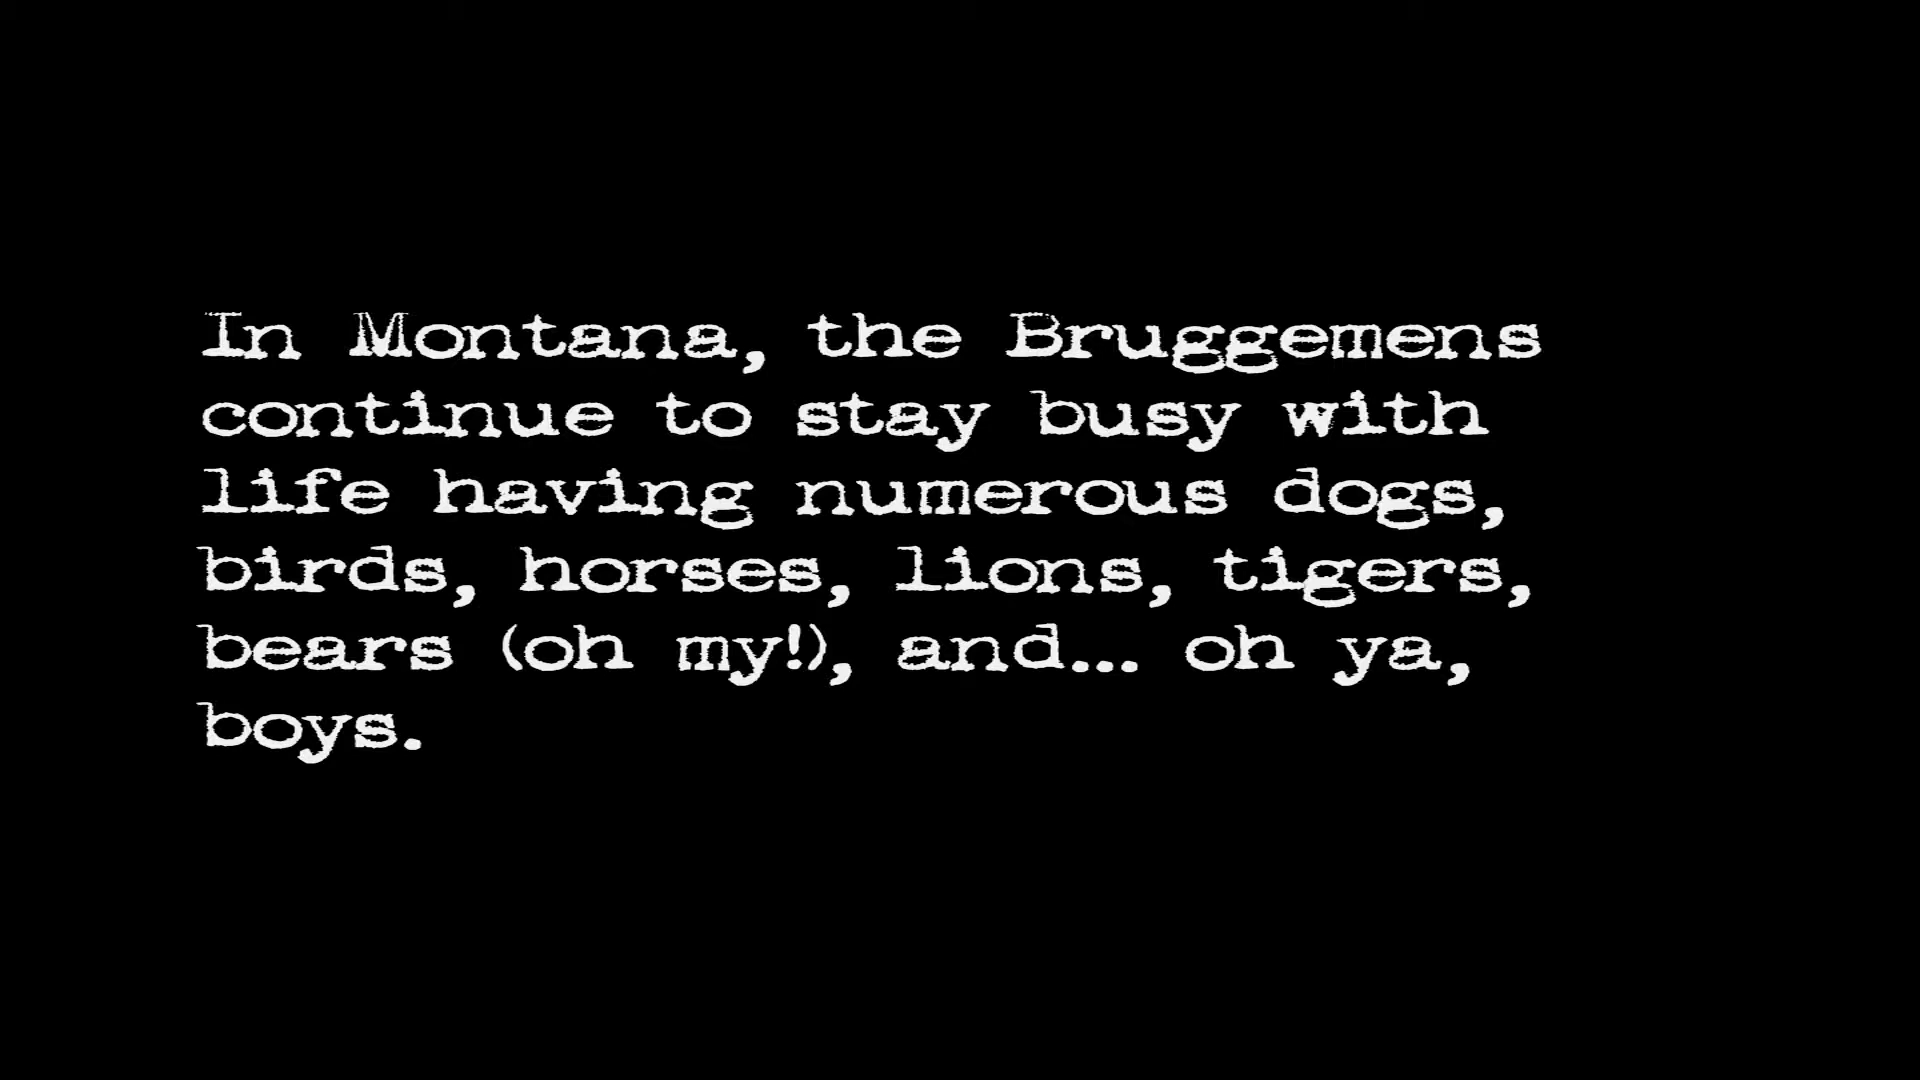 In Montana, the Bruggemens
continue to stay busy with
life having numerous dogs,
birds, horses, lions, tigers,
bears (oh my!), and... oh ya,
boys.